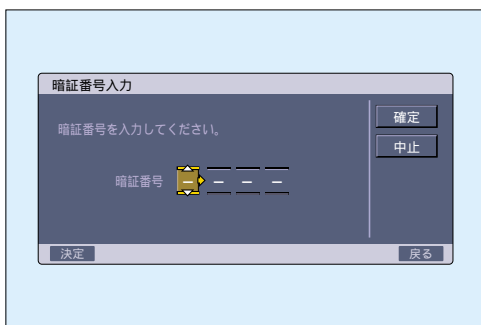 暗証番号入力
暗証番号を入力してください。
確定
中止
暗証番号 － － － －
決定
戻る